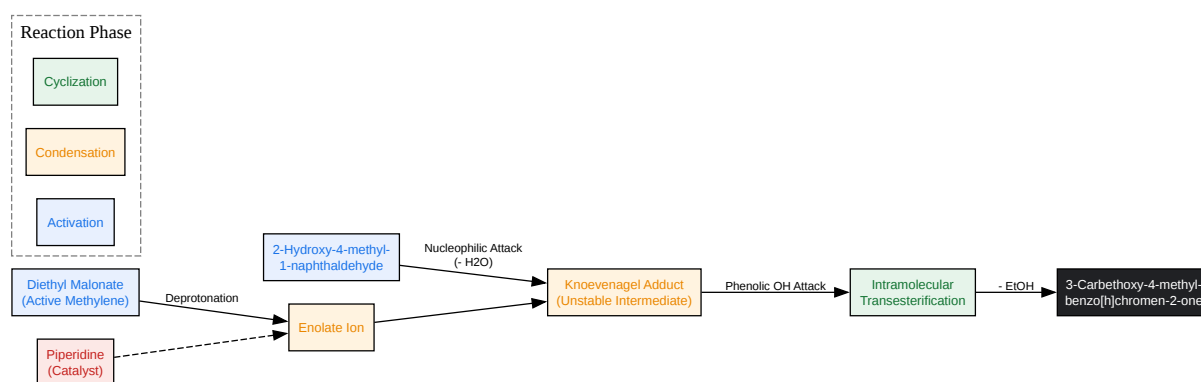 Reaction Phase
Cyclization
Condensation
Activation
Diethyl Malonate
(Active Methylene)
Piperidine
(Catalyst)
Deprotonation
2-Hydroxy-4-methyl-
1-naphthaldehyde
Enolate Ion
Nucleophilic Attack
(- H2O)
Knoevenagel Adduct
(Unstable Intermediate)
Phenolic OH Attack
Intramolecular
Transesterification
- EtOH
3-Carbethoxy-4-methyl-
benzo[h]chromen-2-one